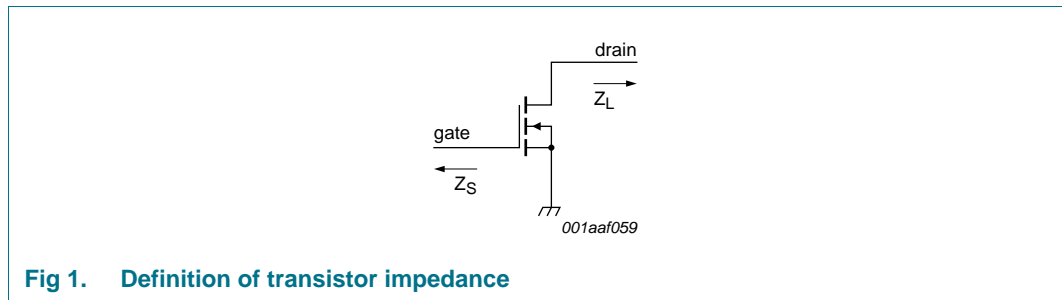 drain
Z_L
gate
Z_S
001aaf059
Fig 1. Definition of transistor impedance